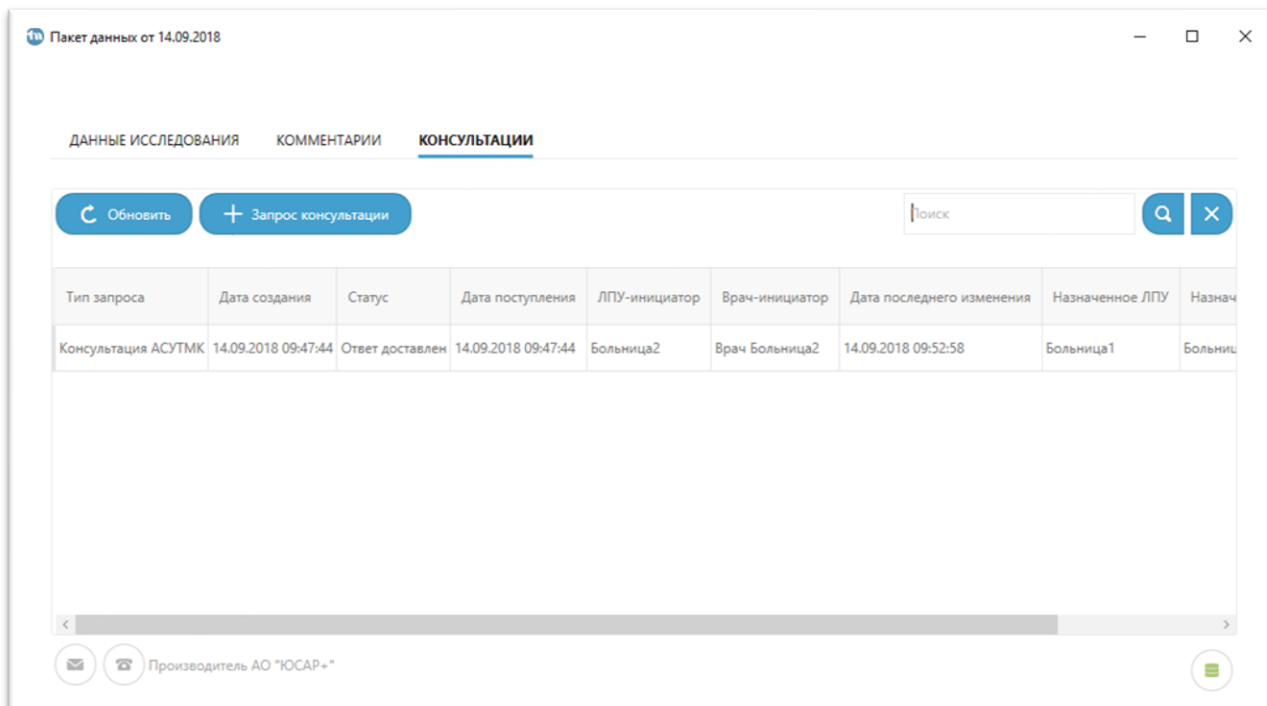 Пакет данных от 14.09.2018
ДАННЫЕ ИССЛЕДОВАНИЯ КОММЕНТАРИИ КОНСУЛЬТАЦИИ
Обновить Запрос консультации Поиск
Тип запроса Дата создания Статус Дата поступления ЛПУ-инициатор Врач-инициатор Дата последнего изменения Назначенное ЛПУ Назнач
Консультация АСУТМК 14.09.2018 09:47:44 Ответ доставлен 14.09.2018 09:47:44 Больница2 Врач Больница2 14.09.2018 09:52:58 Больница1 Больниц
Производитель АО "ЮСАР+"